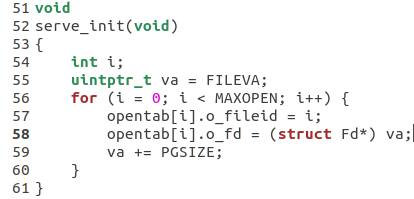 51 void
52 serve_init(void)
53 {
54     int i;
55     uintptr_t va = FILEVA;
56     for (i = 0; i < MAXOPEN; i++) {
57         opentab[i].o_fileid = i;
58         opentab[i].o_fd = (struct Fd*) va;
59         va += PGSIZE;
60     }
61 }